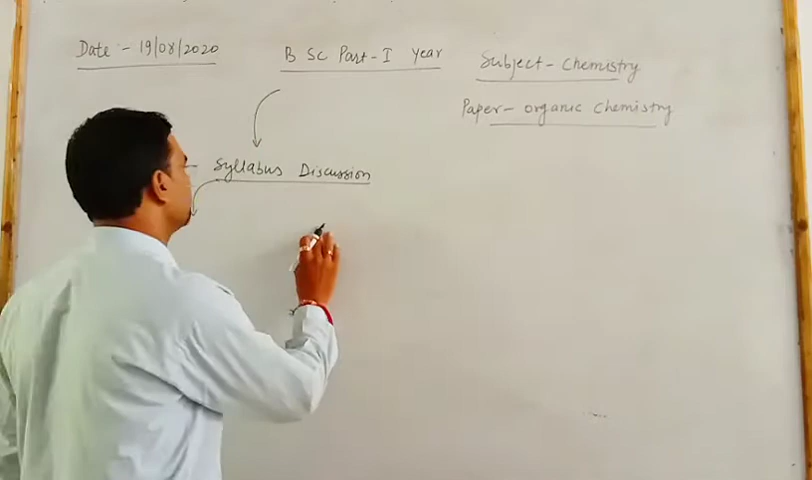 Date :- 19/08/2020
B Sc Part-I Year
Subject - Chemistry
Paper - organic Chemistry
Syllabus Discussion